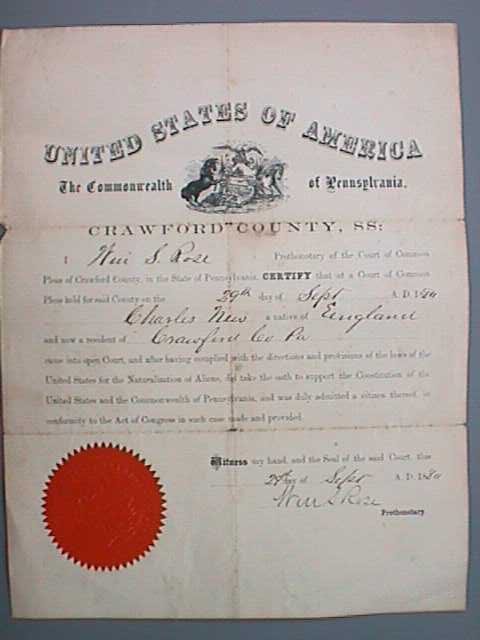 UNITED STATES OF AMERICA
The Commonwealth of Pennsylvania.
CRAWFORD COUNTY, SS:
I Wm S. Rose Prothonotary of the Court of Common
Pleas of Crawford County, in the State of Pennsylvania, CERTIFY that at a Court of Common
Pleas held for said County on the 29th day of Sept A. D. 18
Charles New a native of England
and now a resident of Crawford Co Pa
came into open Court, and after having complied with the directions and provisions of the laws of the
United States for the Naturalization of Aliens, did take the oath to support the Constitution of the
United States and the Commonwealth of Pennsylvania, and was duly admitted a citizen thereof, in
conformity to the Act of Congress in such case made and provided.
Witness my hand, and the Seal of the said Court, this
29th day of Sept A. D. 18
Wm S Rose
Prothonotary.